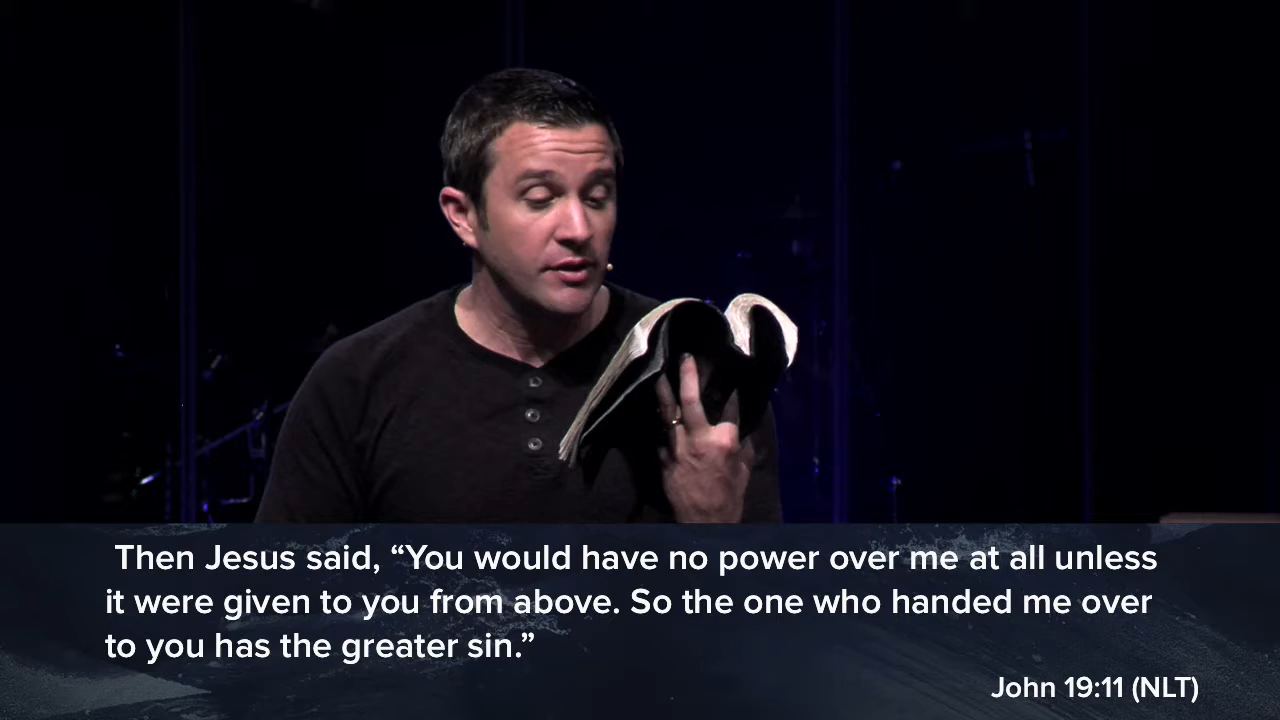 Then Jesus said, “You would have no power over me at all unless
it were given to you from above. So the one who handed me over
to you has the greater sin.”
John 19:11 (NLT)